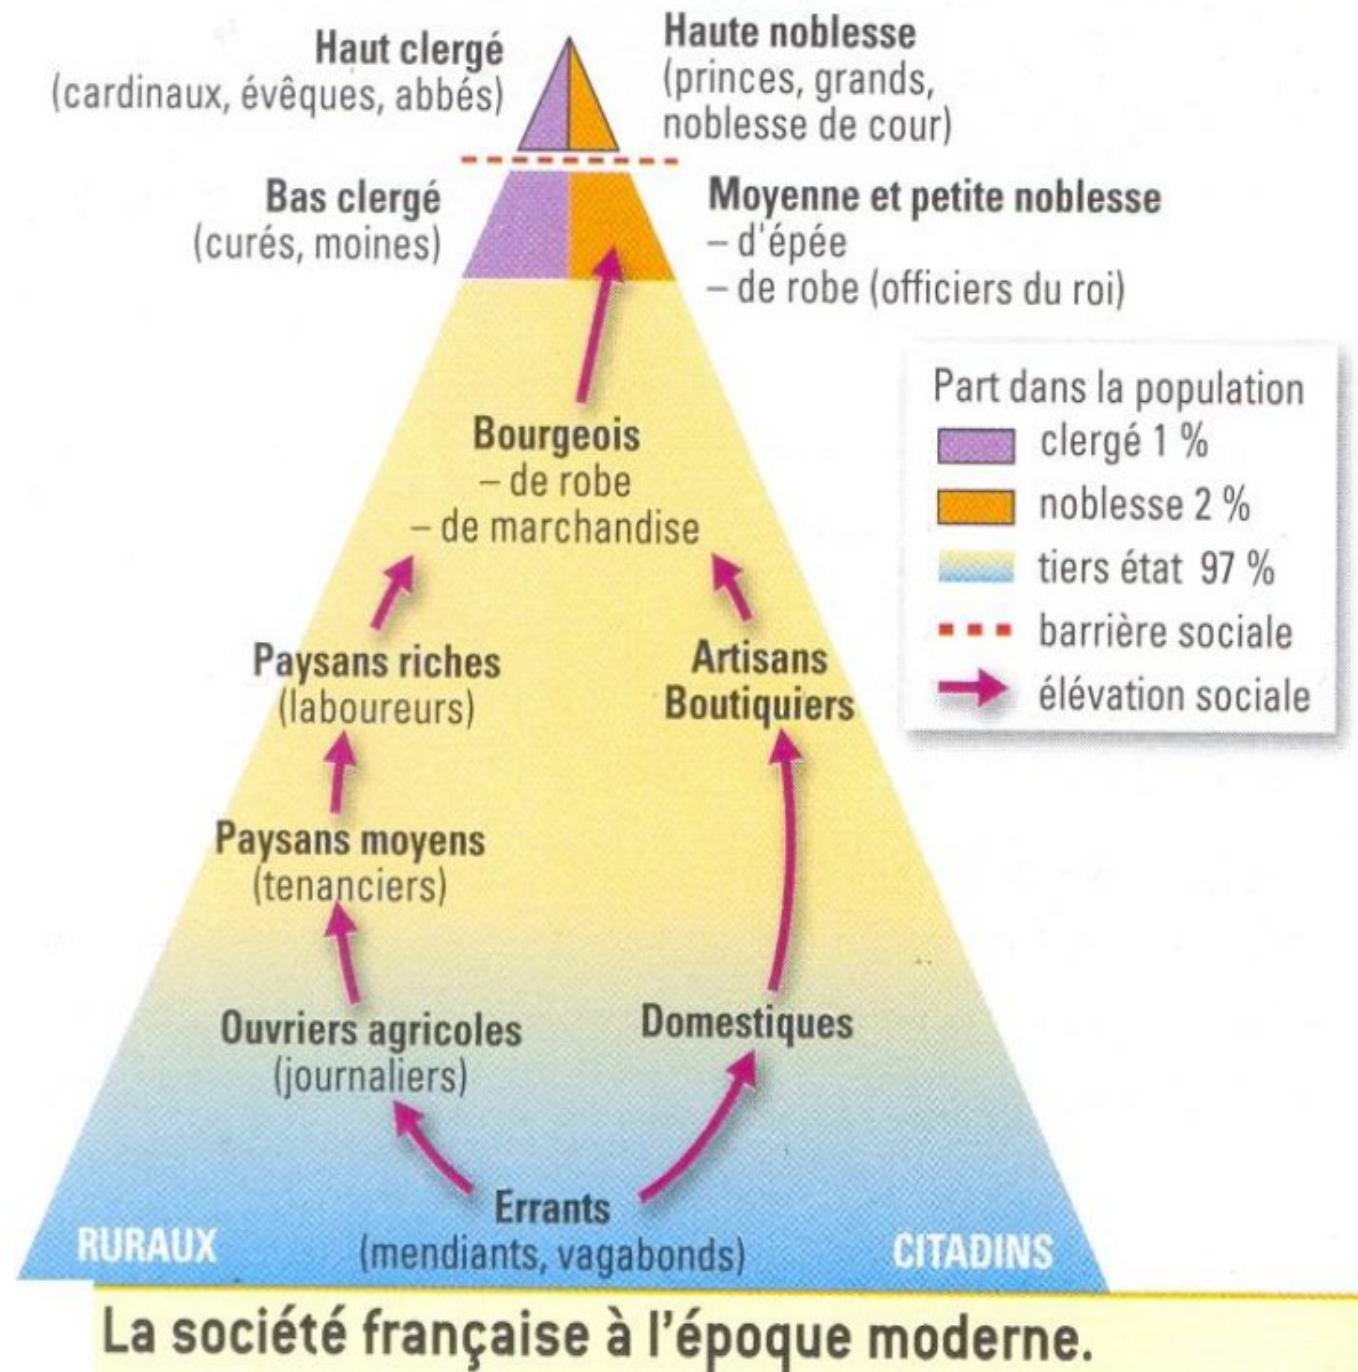 Haut clergé
(cardinaux, évêques, abbés)
Haute noblesse
(princes, grands,
noblesse de cour)
Bas clergé
(curés, moines)
Moyenne et petite noblesse
– d'épée
– de robe (officiers du roi)
Part dans la population
clergé 1 %
noblesse 2 %
tiers état 97 %
barrière sociale
élévation sociale
Bourgeois
– de robe
– de marchandise
Paysans riches
(laboureurs)
Artisans
Boutiquiers
Paysans moyens
(tenanciers)
Ouvriers agricoles
(journaliers)
Domestiques
Errants
(mendiants, vagabonds)
RURAUX
CITADINS
La société française à l'époque moderne.